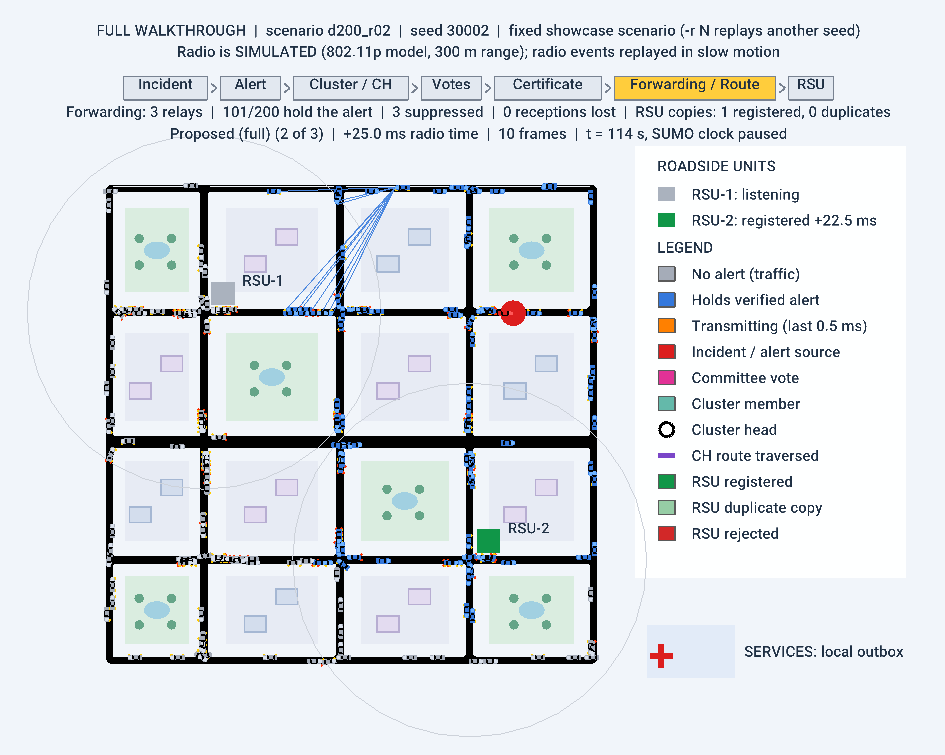 FULL WALKTHROUGH | scenario d200_r02 | seed 30002 | fixed showcase scenario (-r N replays another seed)
Radio is SIMULATED (802.11p model, 300 m range); radio events replayed in slow motion
Incident > Alert > Cluster / CH > Votes > Certificate > Forwarding / Route > RSU
Forwarding: 3 relays | 101/200 hold the alert | 3 suppressed | 0 receptions lost | RSU copies: 1 registered, 0 duplicates
Proposed (full) (2 of 3) | +25.0 ms radio time | 10 frames | t = 114 s, SUMO clock paused
RSU-1
RSU-2
ROADSIDE UNITS
RSU-1: listening
RSU-2: registered +22.5 ms
LEGEND
No alert (traffic)
Holds verified alert
Transmitting (last 0.5 ms)
Incident / alert source
Committee vote
Cluster member
Cluster head
CH route traversed
RSU registered
RSU duplicate copy
RSU rejected
SERVICES: local outbox